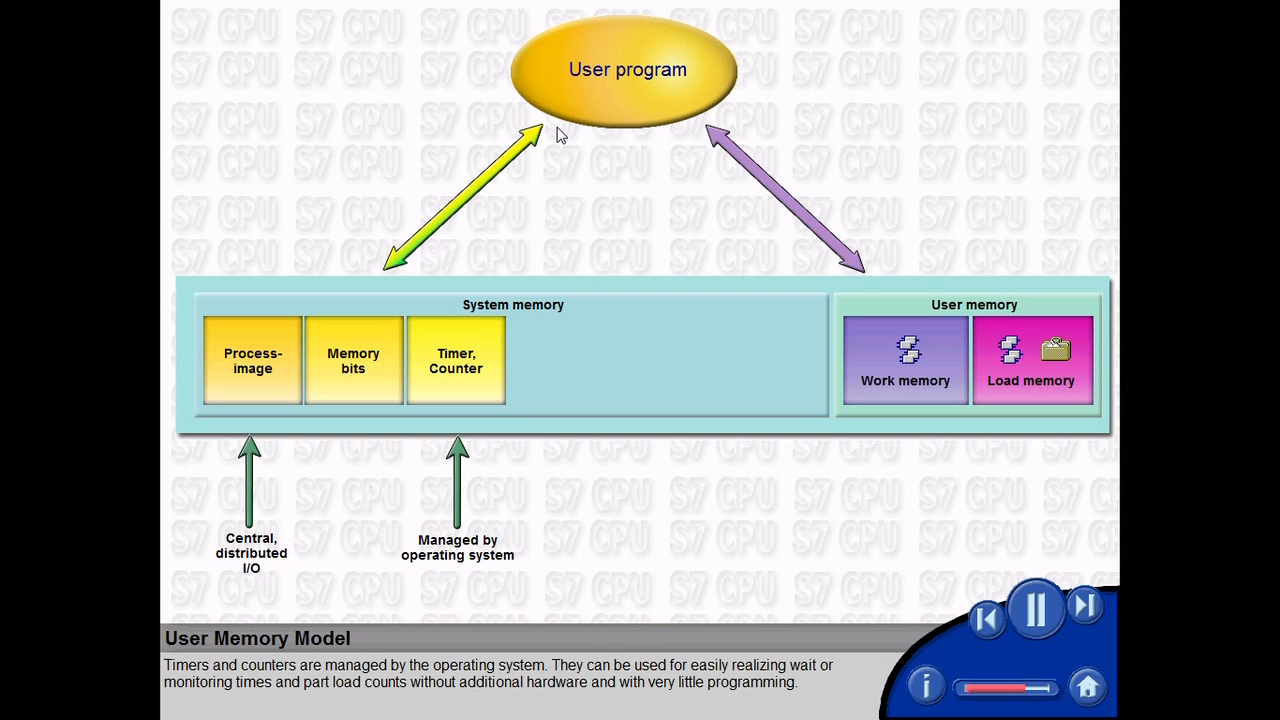 User program
System memory
User memory
Process-
image
Memory
bits
Timer,
Counter
Work memory
Load memory
Central,
distributed
I/O
Managed by
operating system
User Memory Model
Timers and counters are managed by the operating system. They can be used for easily realizing wait or
monitoring times and part load counts without additional hardware and with very little programming.